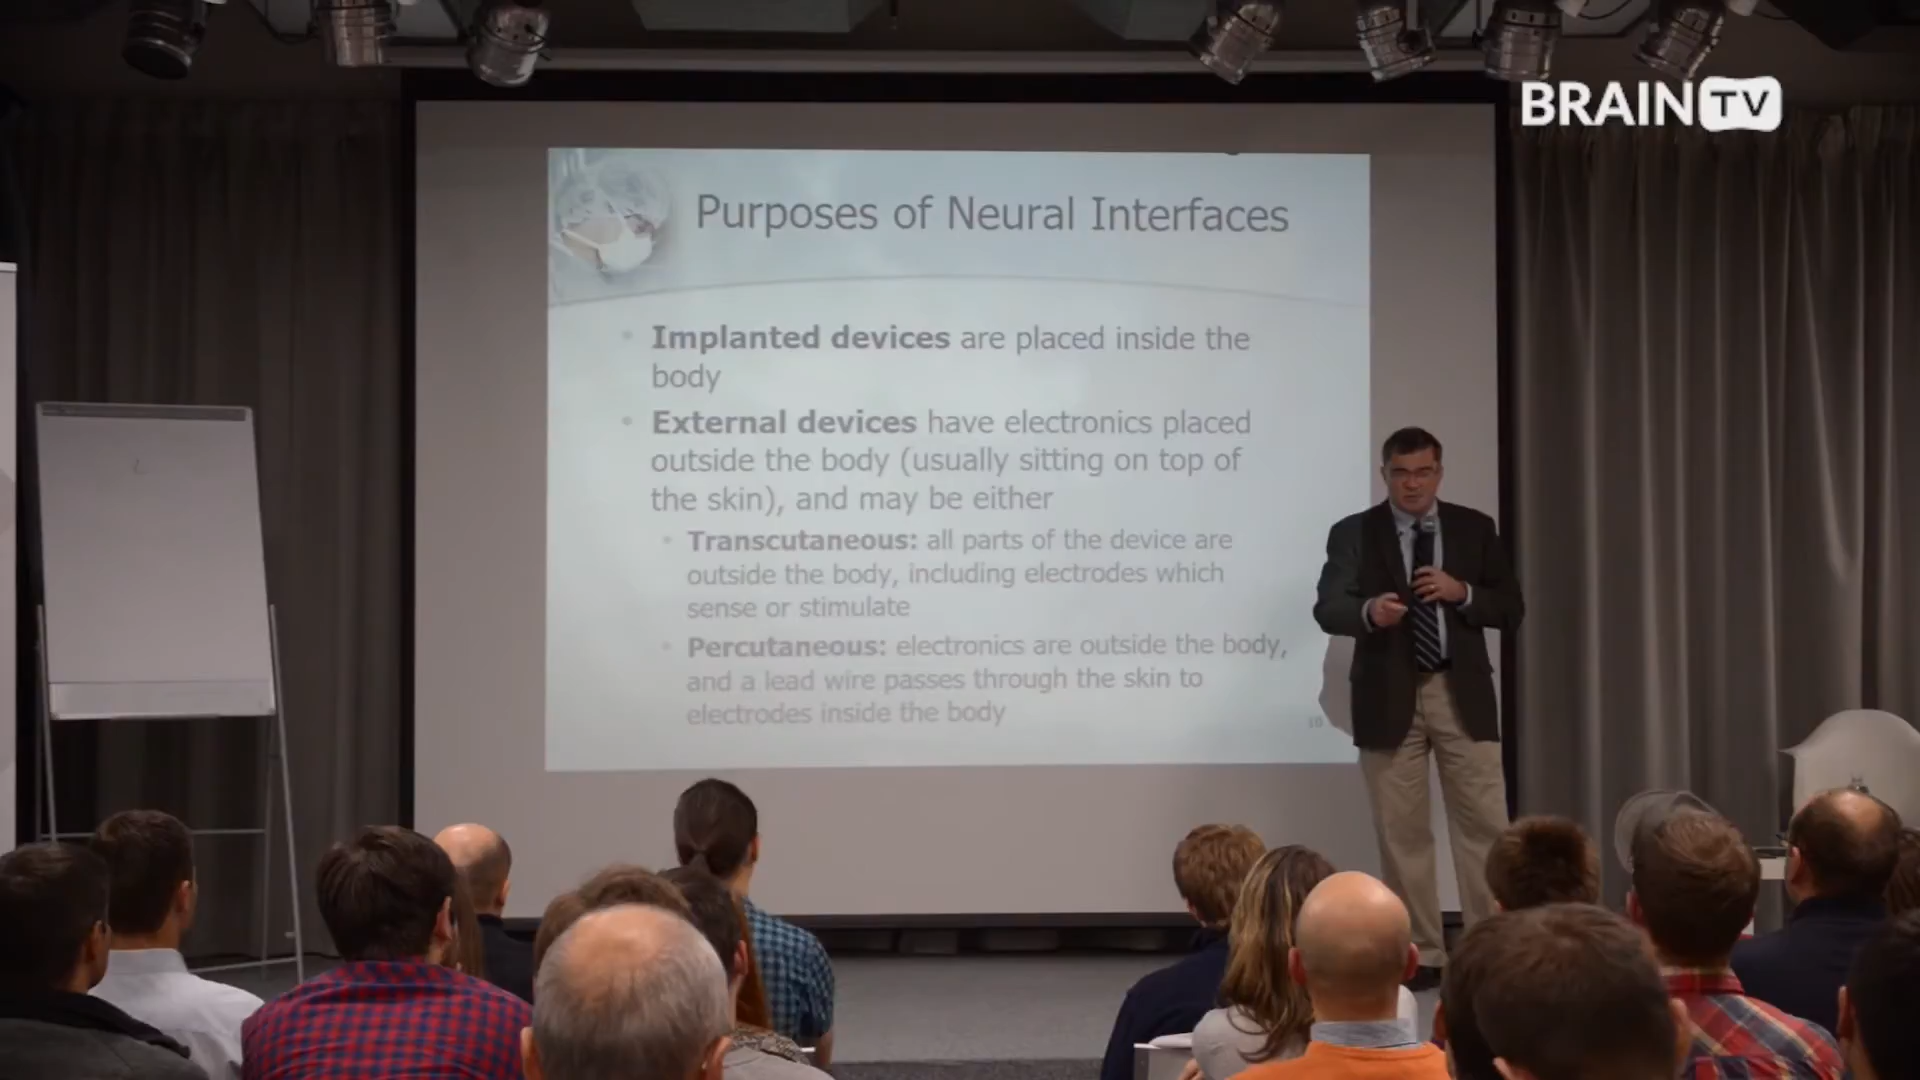 BRAIN TV
Purposes of Neural Interfaces
Implanted devices are placed inside the
body
External devices have electronics placed
outside the body (usually sitting on top of
the skin), and may be either
Transcutaneous: all parts of the device are
outside the body, including electrodes which
sense or stimulate
Percutaneous: electronics are outside the body,
and a lead wire passes through the skin to
electrodes inside the body
10